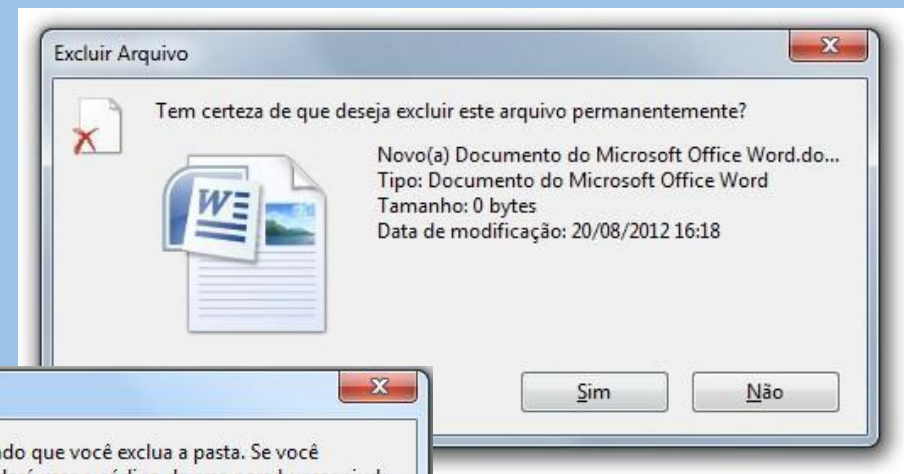 Excluir Arquivo
Tem certeza de que deseja excluir este arquivo permanentemente?
Novo(a) Documento do Microsoft Office Word.do...
Tipo: Documento do Microsoft Office Word
Tamanho: 0 bytes
Data de modificação: 20/08/2012 16:18
W
Sim
Não
que você exclua a pasta. Se você